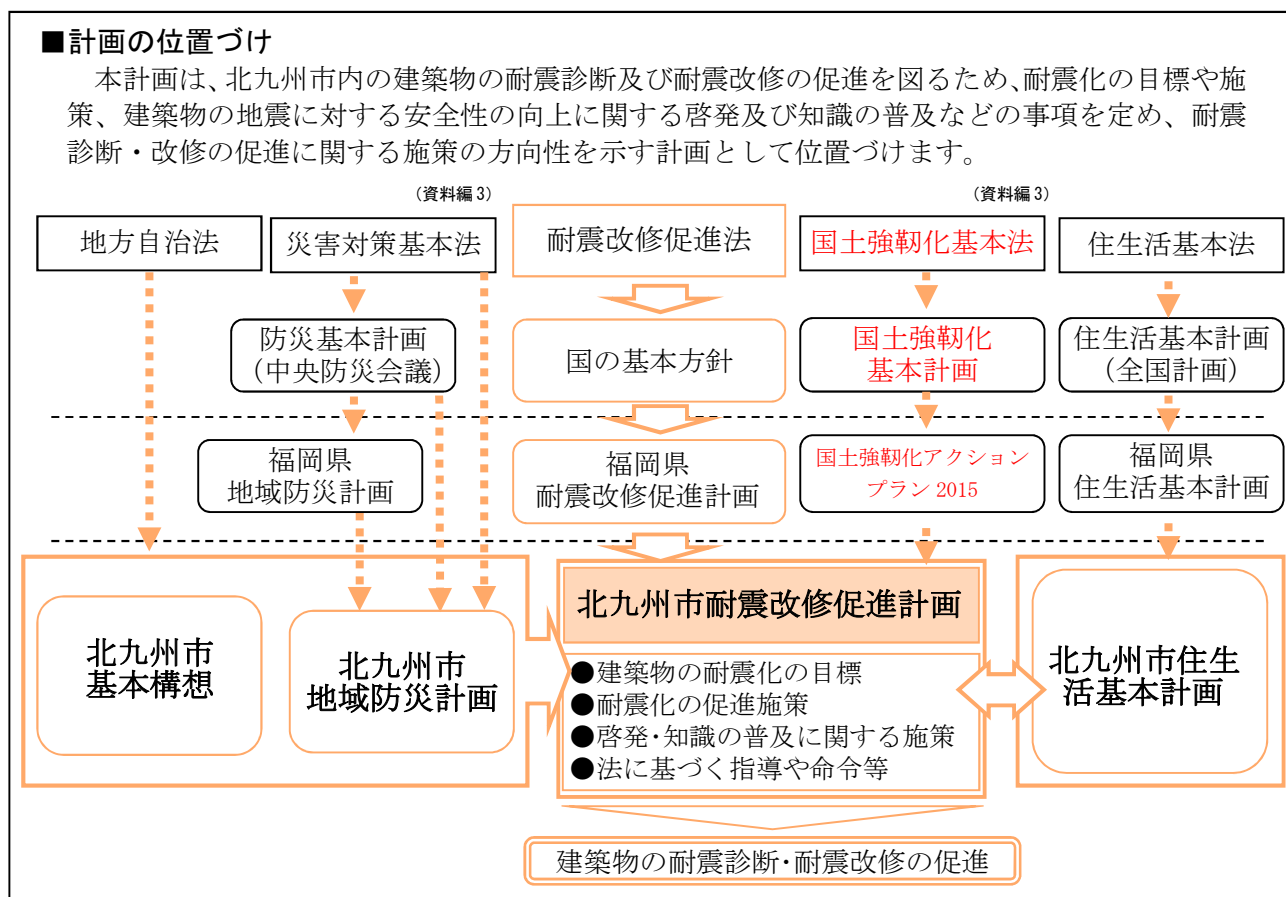 ■計画の位置づけ
本計画は、北九州市内の建築物の耐震診断及び耐震改修の促進を図るため、耐震化の目標や施
策、建築物の地震に対する安全性の向上に関する啓発及び知識の普及などの事項を定め、耐震
診断・改修の促進に関する施策の方向性を示す計画として位置づけます。
（資料編3）
（資料編3）
地方自治法
災害対策基本法
耐震改修促進法
国土強靭化基本法
住生活基本法
防災基本計画
（中央防災会議）
国の基本方針
国土強靭化
基本計画
住生活基本計画
（全国計画）
福岡県
地域防災計画
福岡県
耐震改修促進計画
国土強靭化アクション
プラン2015
福岡県
住生活基本計画
北九州市
基本構想
北九州市
地域防災計画
北九州市耐震改修促進計画
●建築物の耐震化の目標
●耐震化の促進施策
●啓発・知識の普及に関する施策
●法に基づく指導や命令等
北九州市住生
活基本計画
建築物の耐震診断・耐震改修の促進